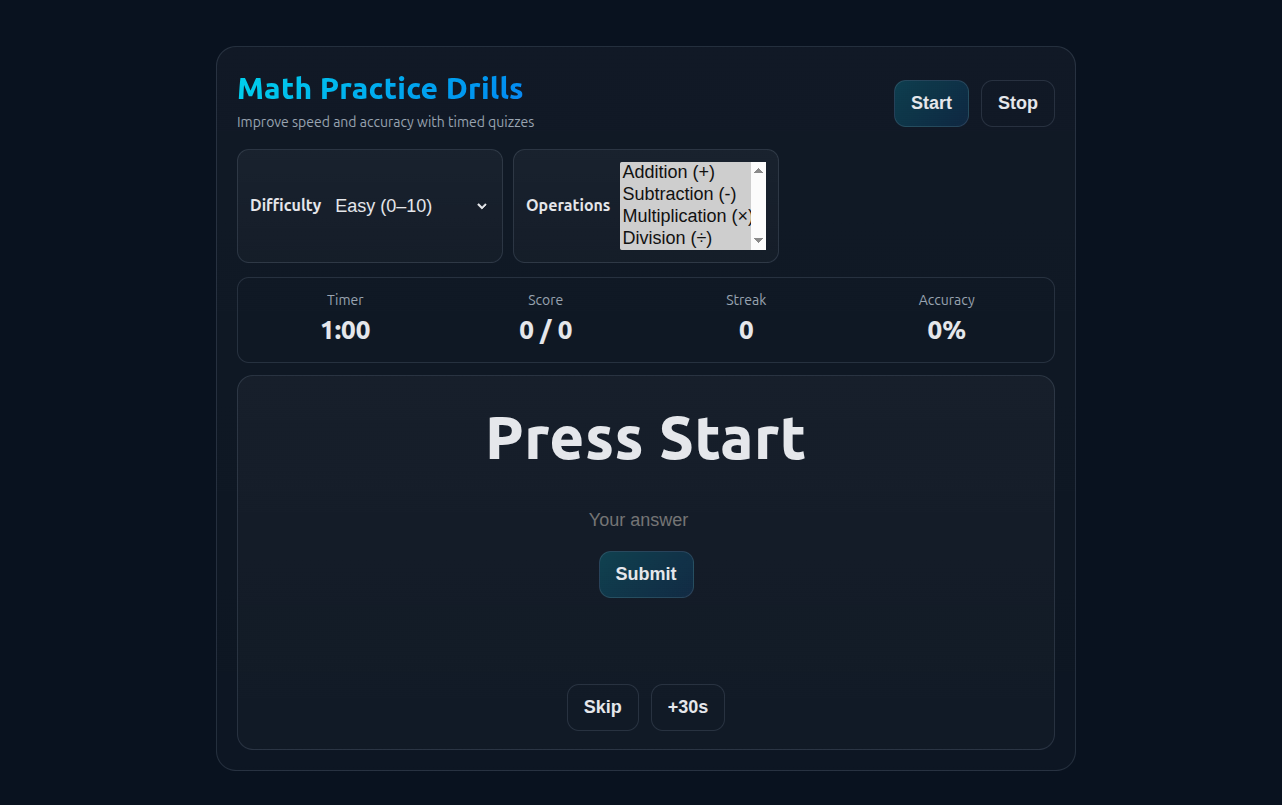 Math Practice Drills
Improve speed and accuracy with timed quizzes
Start
Stop
Difficulty
Easy (0–10)
Operations
Addition (+)
Subtraction (-)
Multiplication (×)
Division (÷)
Timer
1:00
Score
0 / 0
Streak
0
Accuracy
0%
Press Start
Your answer
Submit
Skip
+30s